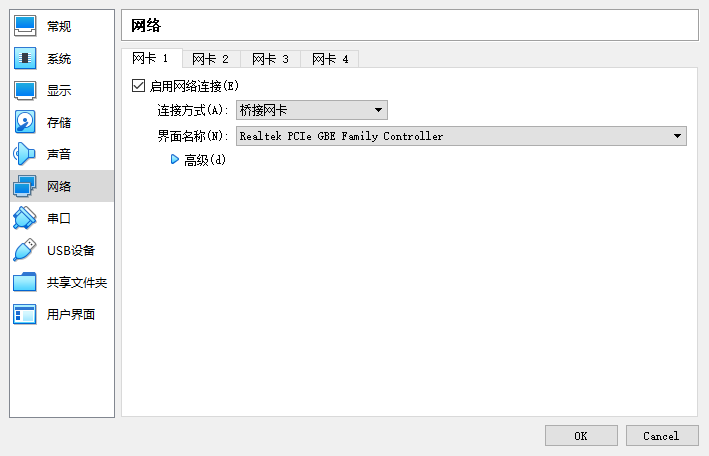 常规
系统
显示
存储
声音
网络
串口
USB设备
共享文件夹
用户界面
网络
网卡 1 网卡 2 网卡 3 网卡 4
启用网络连接(E)
连接方式(A): 桥接网卡
界面名称(N): Realtek PCIe GBE Family Controller
高级(d)
OK Cancel